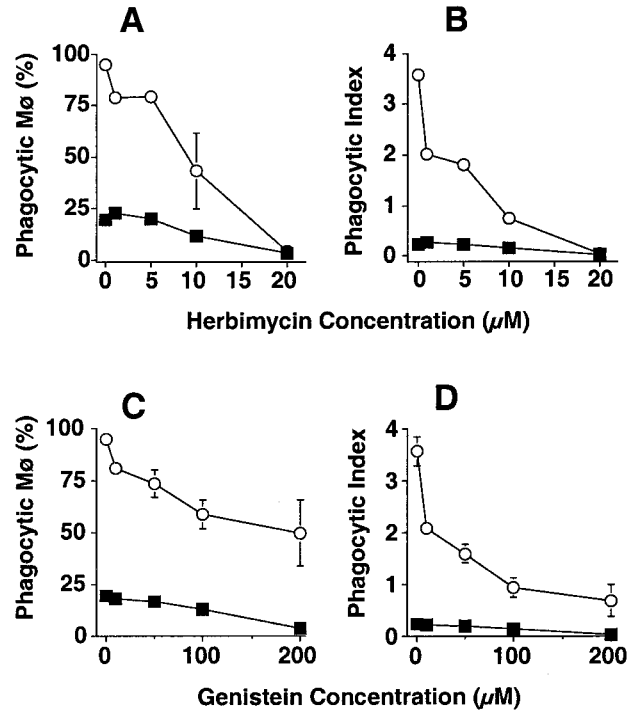 A
B
Phagocytic Mø (%)
100
75
50
25
0
0 5 10 15 20
Phagocytic Index
4
3
2
1
0
0 5 10 15 20
Herbimycin Concentration (µM)
C
D
Phagocytic Mø (%)
100
75
50
25
0
0 100 200
Phagocytic Index
4
3
2
1
0
0 100 200
Genistein Concentration (µM)